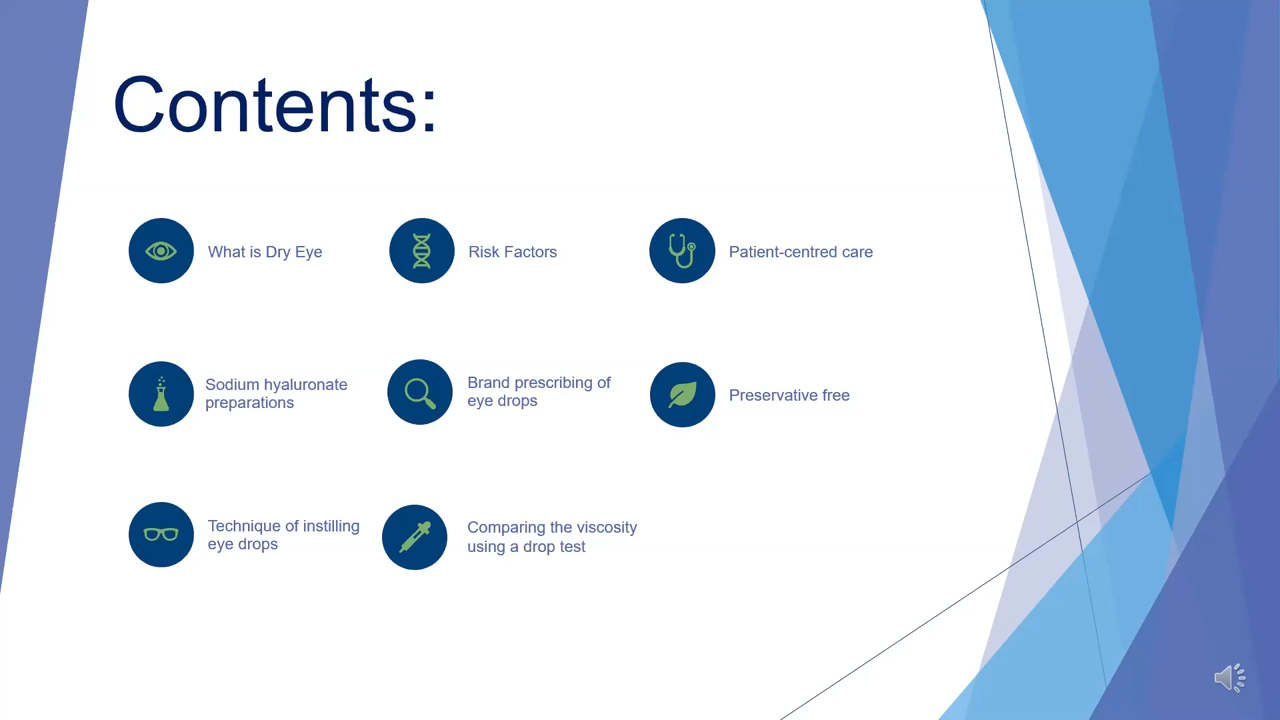 Contents:
What is Dry Eye
Risk Factors
Patient-centred care
Sodium hyaluronate
preparations
Brand prescribing of
eye drops
Preservative free
Technique of instilling
eye drops
Comparing the viscosity
using a drop test